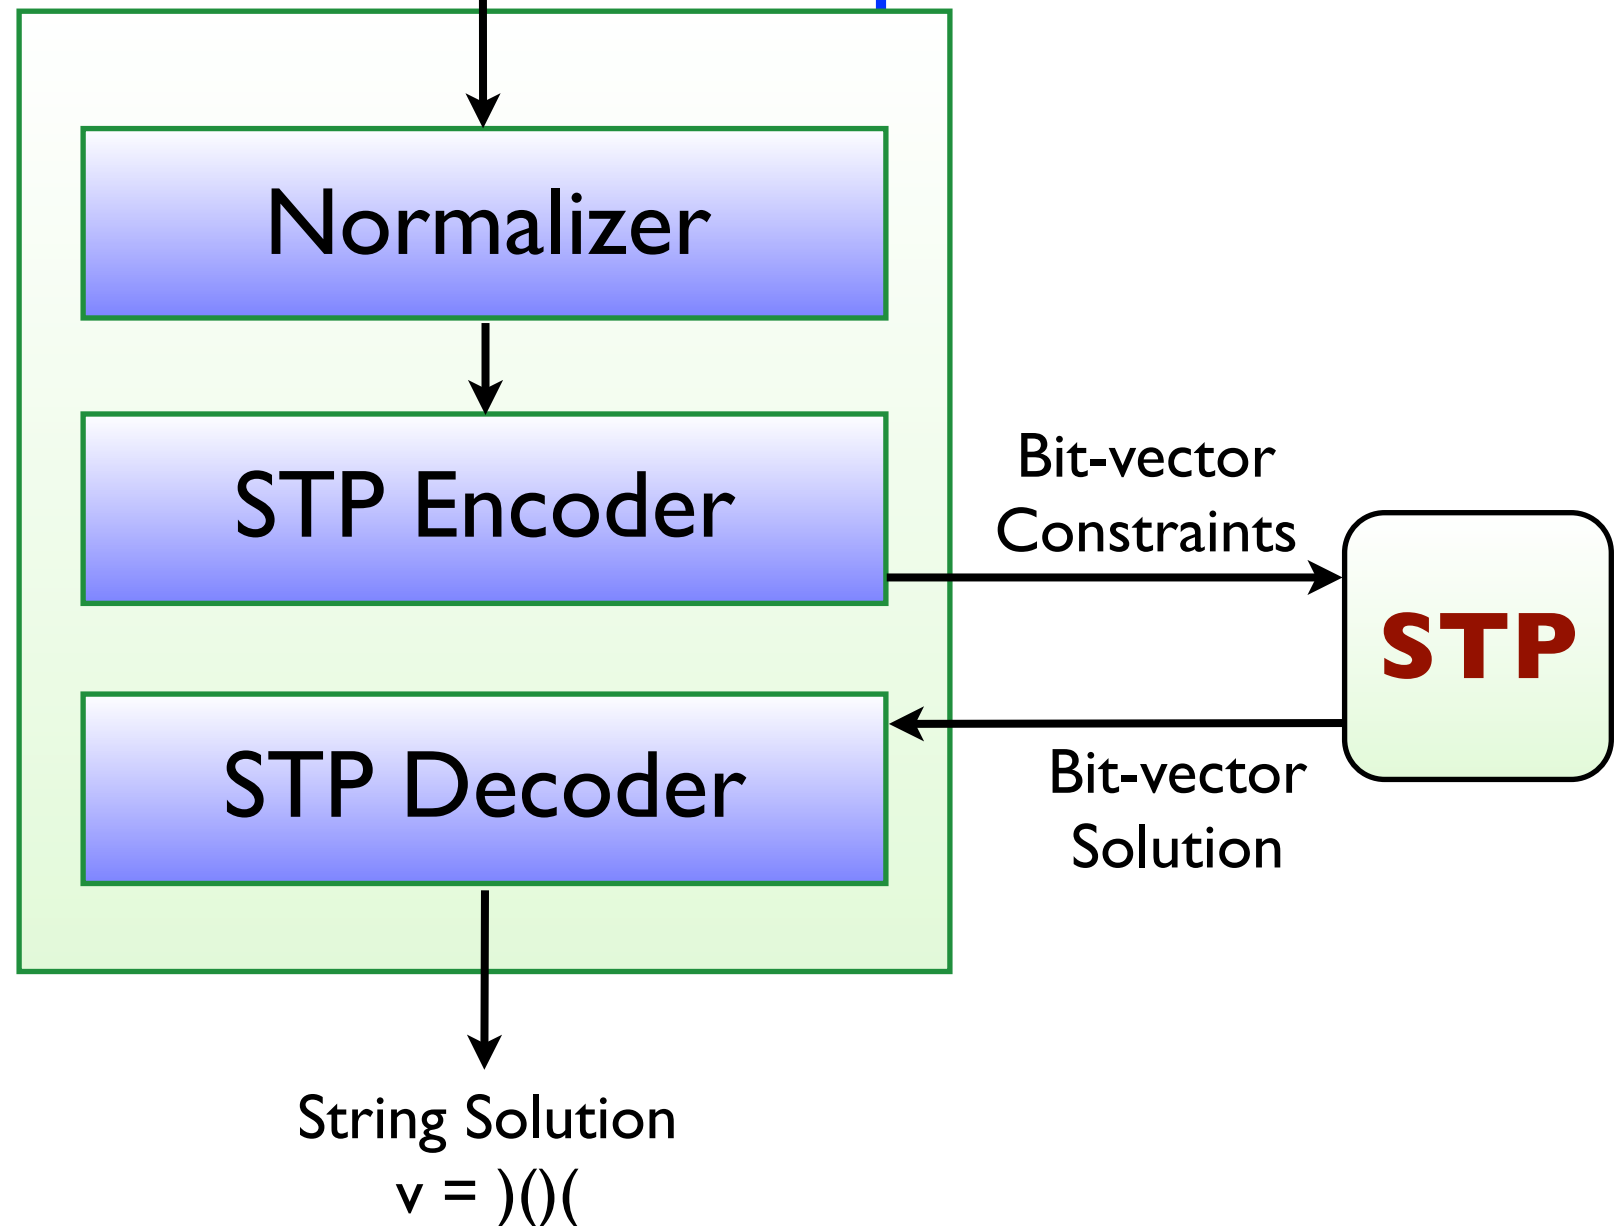 Normalizer
STP Encoder
Bit-vector
Constraints
STP
STP Decoder
Bit-vector
Solution
String Solution
v = )()(